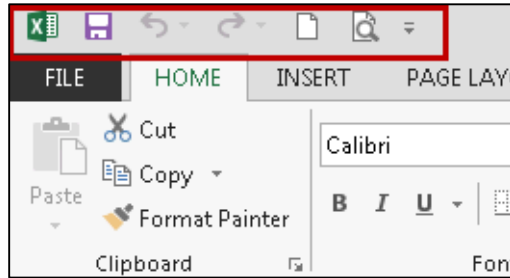 FILE HOME INSERT PAGE LAY
Cut
Calibri
Copy
Paste
B I U
Format Painter
Clipboard Fon